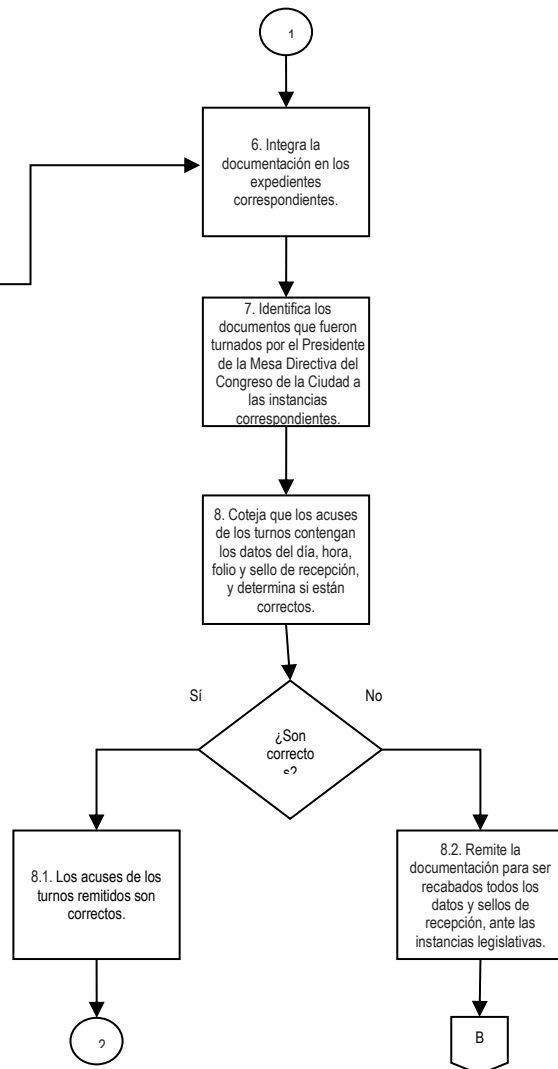 1
6. Integra la
documentación en los
expedientes
correspondientes.
7. Identifica los
documentos que fueron
turnados por el Presidente
de la Mesa Directiva del
Congreso de la Ciudad a
las instancias
correspondientes.
8. Coteja que los acuses
de los turnos contengan
los datos del día, hora,
folio y sello de recepción,
y determina si están
correctos.
Sí
No
¿Son
correcto
s?
8.1. Los acuses de los
turnos remitidos son
correctos.
8.2. Remite la
documentación para ser
recabados todos los
datos y sellos de
recepción, ante las
instancias legislativas.
2
B